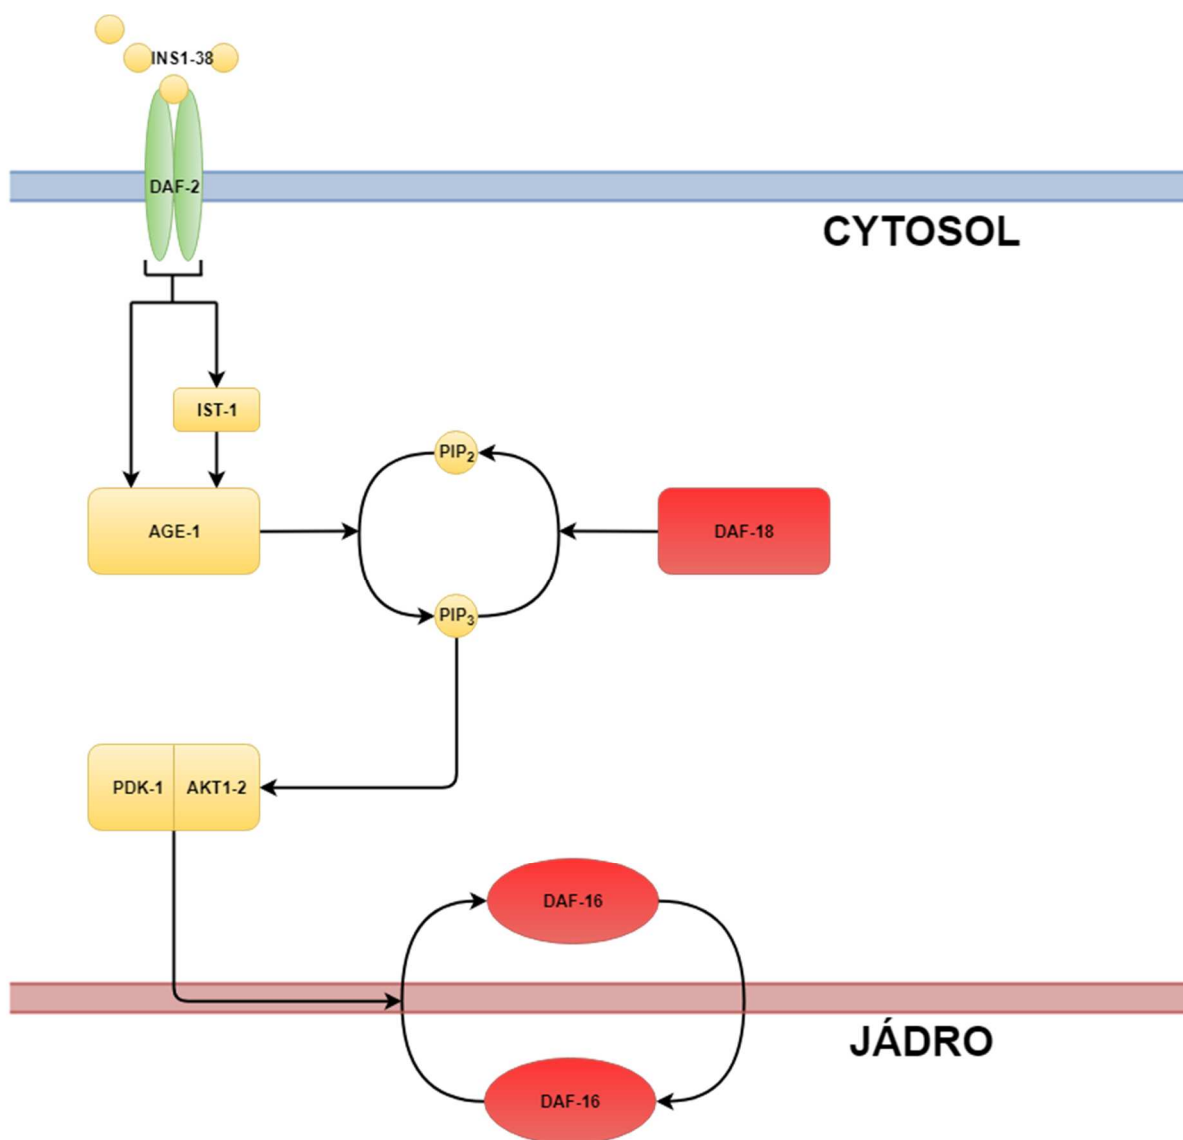 INS1-38
DAF-2
CYTOSOL
IST-1
PIP₂
AGE-1
DAF-18
PIP₃
PDK-1
AKT1-2
DAF-16
JÁDRO
DAF-16